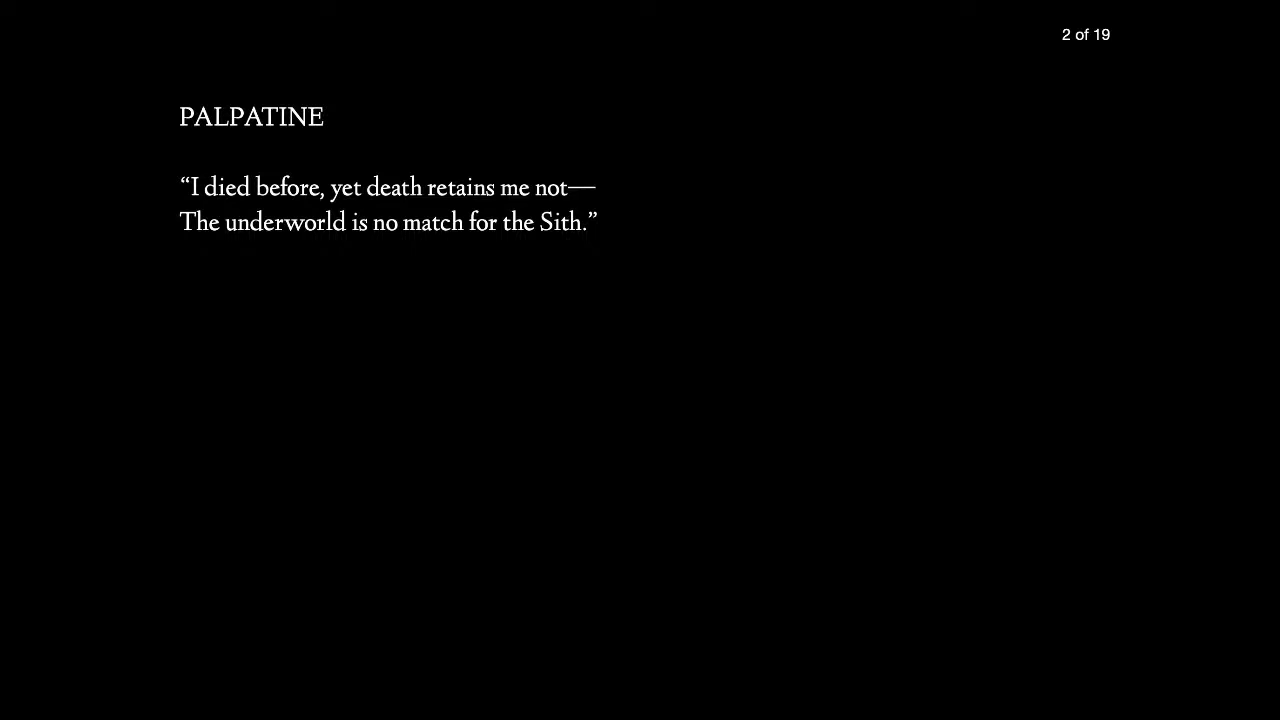 2 of 19
PALPATINE
“I died before, yet death retains me not—
The underworld is no match for the Sith.”